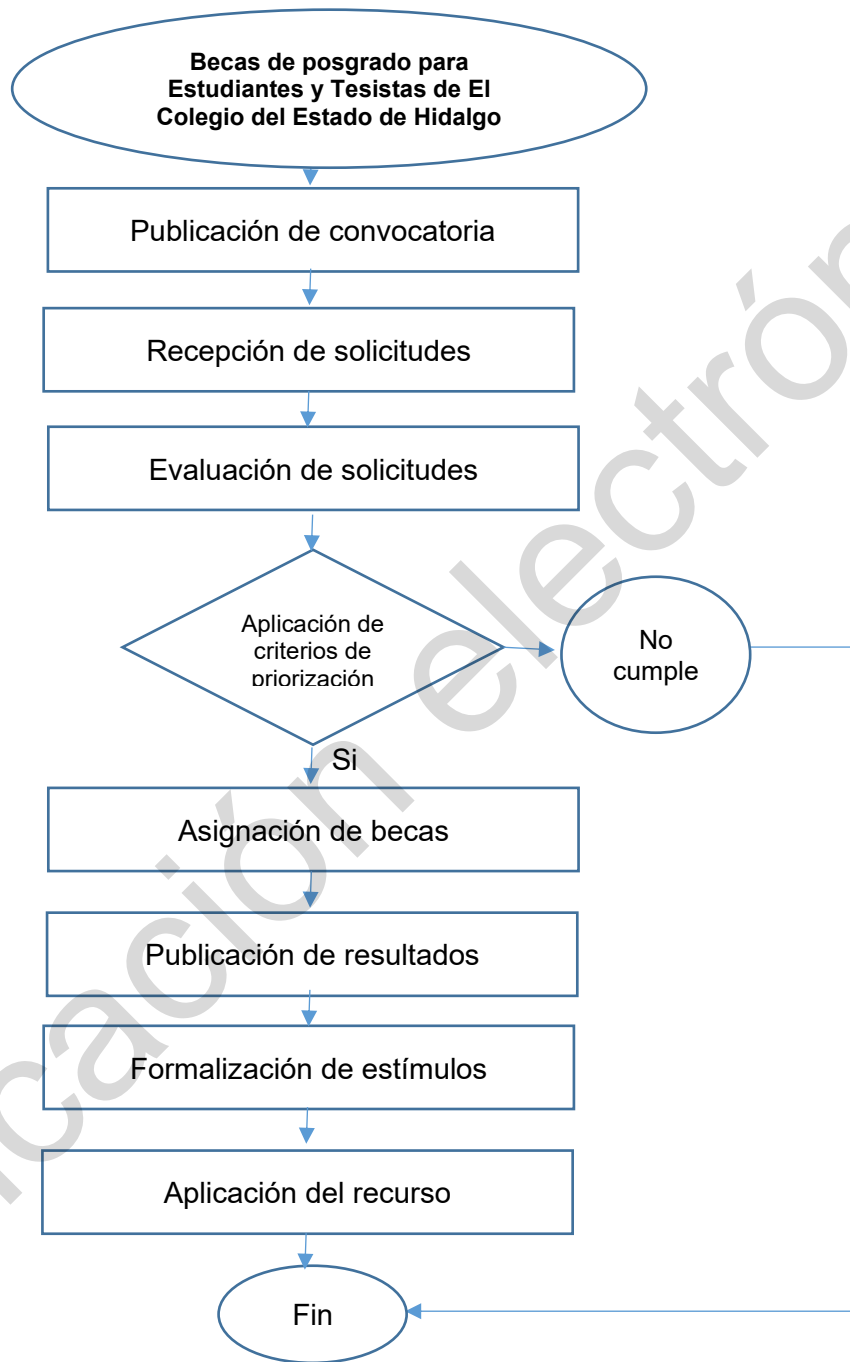 Becas de posgrado para
Estudiantes y Tesistas de El
Colegio del Estado de Hidalgo
Publicación de convocatoria
Recepción de solicitudes
Evaluación de solicitudes
Aplicación de
criterios de
priorización
No
cumple
Si
Asignación de becas
Publicación de resultados
Formalización de estímulos
Aplicación del recurso
Fin